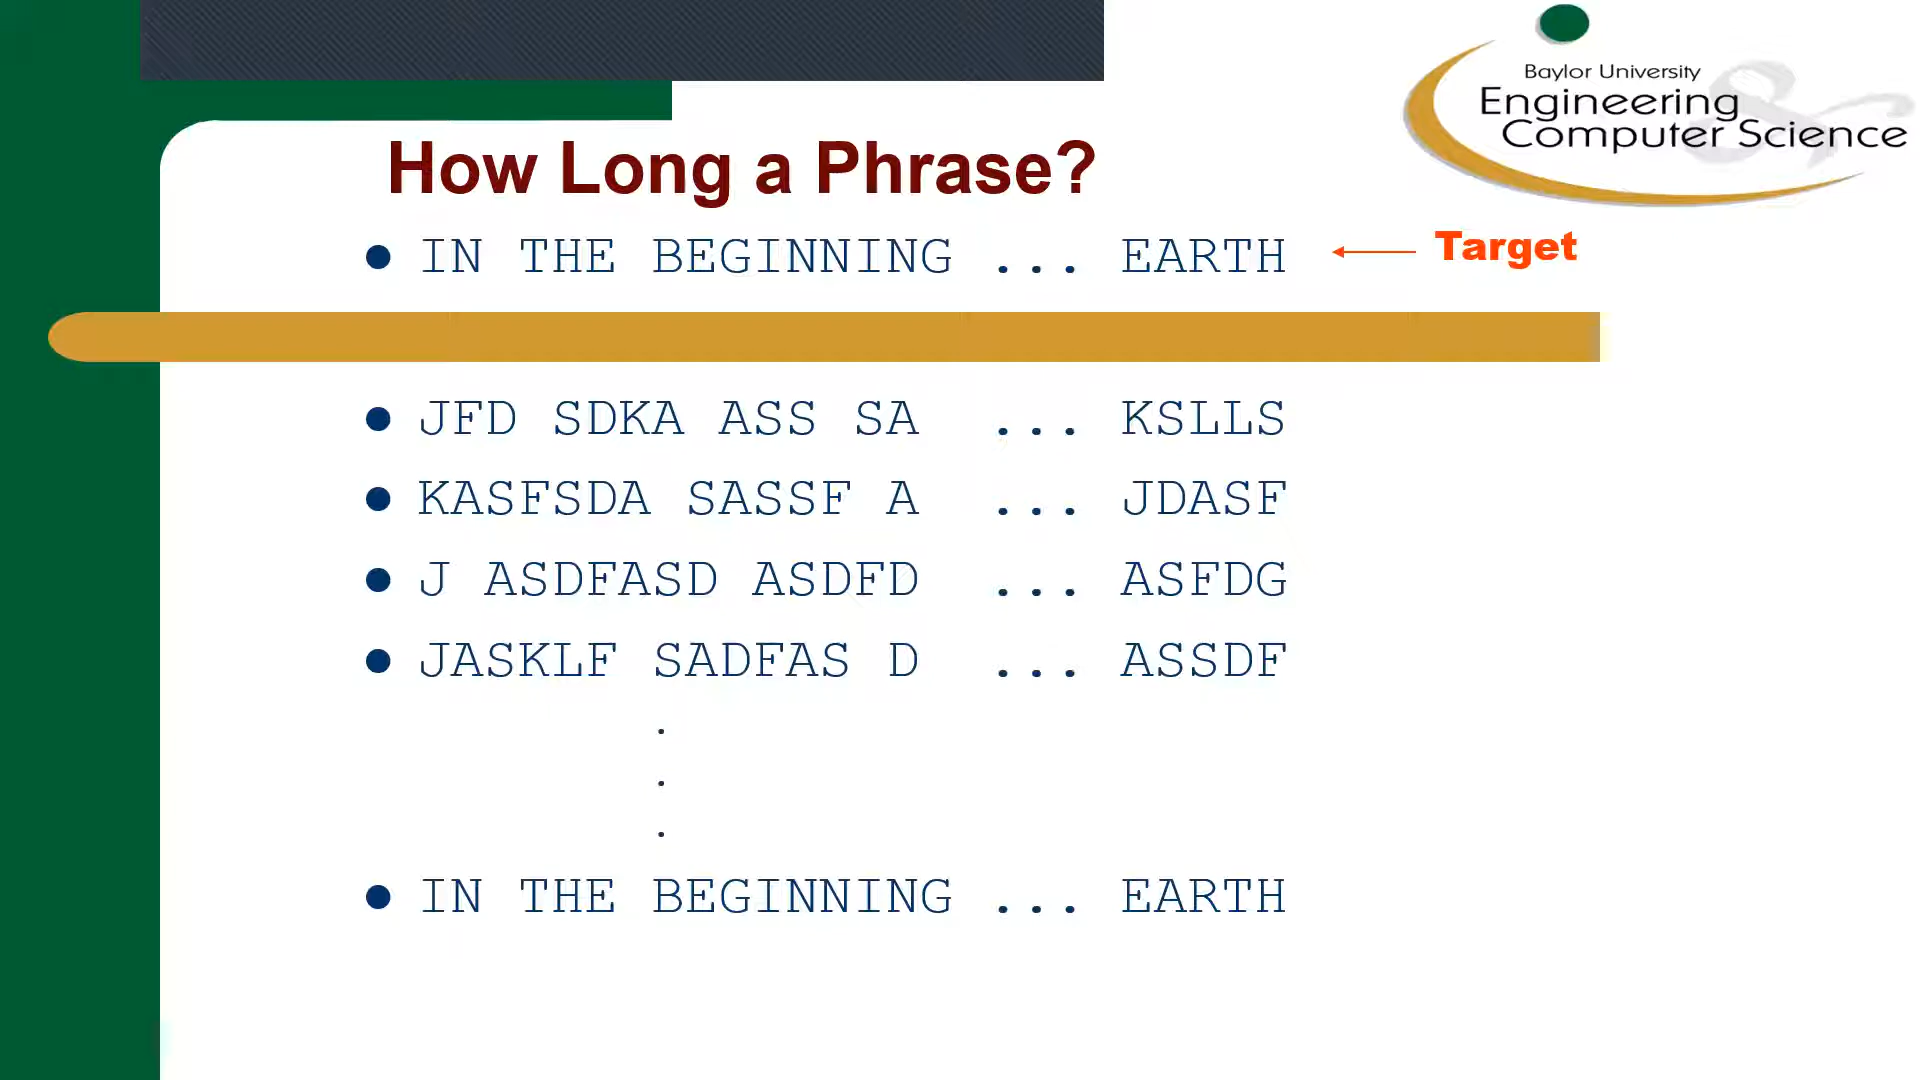 Baylor University
Engineering &
Computer Science
How Long a Phrase?
● IN THE BEGINNING ... EARTH ← Target
● JFD SDKA ASS SA ... KSLLS
● KASFSDA SASSF A ... JDASF
● J ASDFASD ASDFD ... ASFDG
● JASKLF SADFAS D ... ASSDF
.
.
.
● IN THE BEGINNING ... EARTH